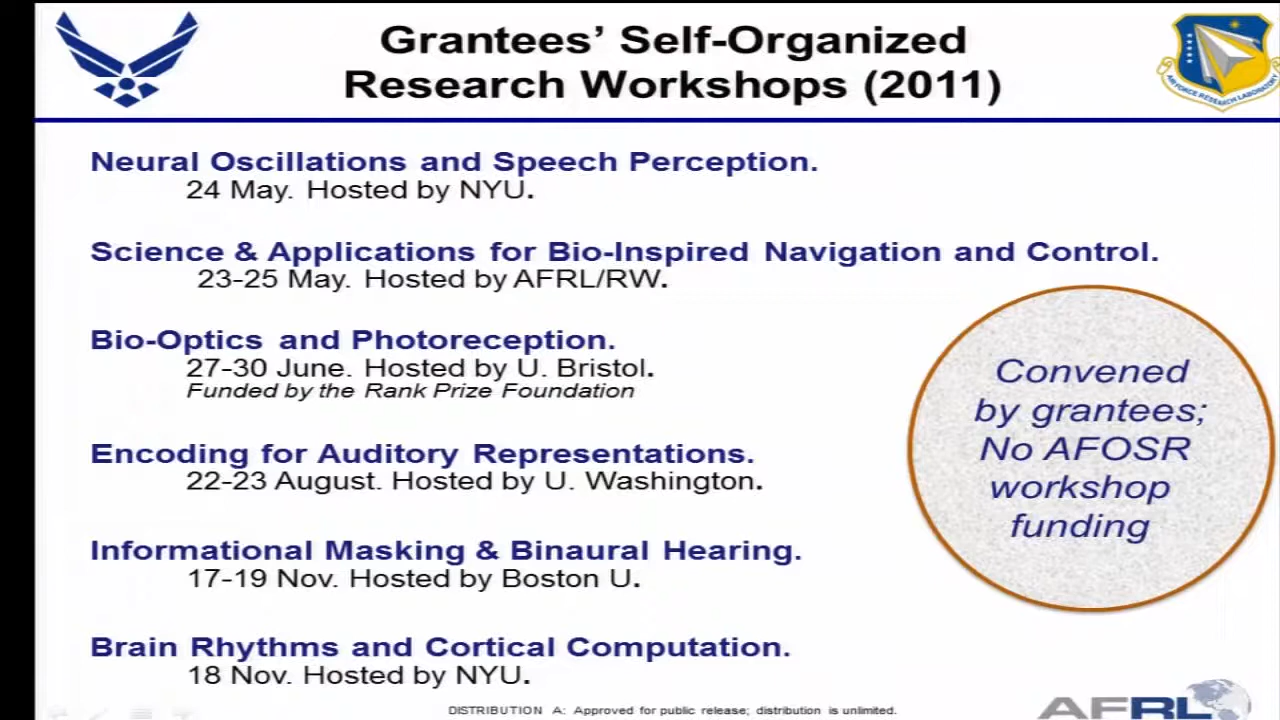 Grantees' Self-Organized
Research Workshops (2011)
AIR FORCE RESEARCH LABORATORY
Neural Oscillations and Speech Perception.
24 May. Hosted by NYU.
Science & Applications for Bio-Inspired Navigation and Control.
23-25 May. Hosted by AFRL/RW.
Bio-Optics and Photoreception.
27-30 June. Hosted by U. Bristol.
Funded by the Rank Prize Foundation
Convened
by grantees;
No AFOSR
workshop
funding
Encoding for Auditory Representations.
22-23 August. Hosted by U. Washington.
Informational Masking & Binaural Hearing.
17-19 Nov. Hosted by Boston U.
Brain Rhythms and Cortical Computation.
18 Nov. Hosted by NYU.
DISTRIBUTION A: Approved for public release; distribution is unlimited.
AFRL